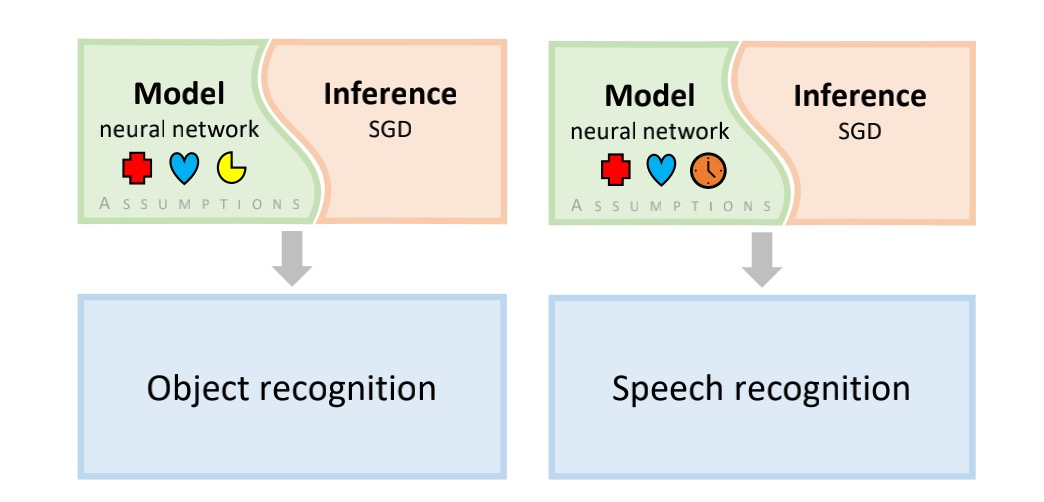 Model
neural network
ASSUMPTIONS
Inference
SGD
Object recognition
Model
neural network
ASSUMPTIONS
Inference
SGD
Speech recognition